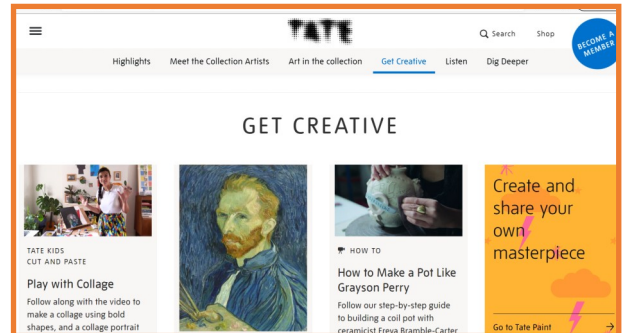 TATE
Search
Shop
BECOME A
MEMBER
Highlights
Meet the Collection Artists
Art in the collection
Get Creative
Listen
Dig Deeper
GET CREATIVE
TATE KIDS
CUT AND PASTE
Play with Collage
Follow along with the video to
make a collage using bold
shapes, and a collage portrait
HOW TO
How to Make a Pot Like
Grayson Perry
Follow our step-by-step guide
to building a coil pot with
ceramicist Freya Bramble-Carter
Create and
share your
own
masterpiece
Go to Tate Paint